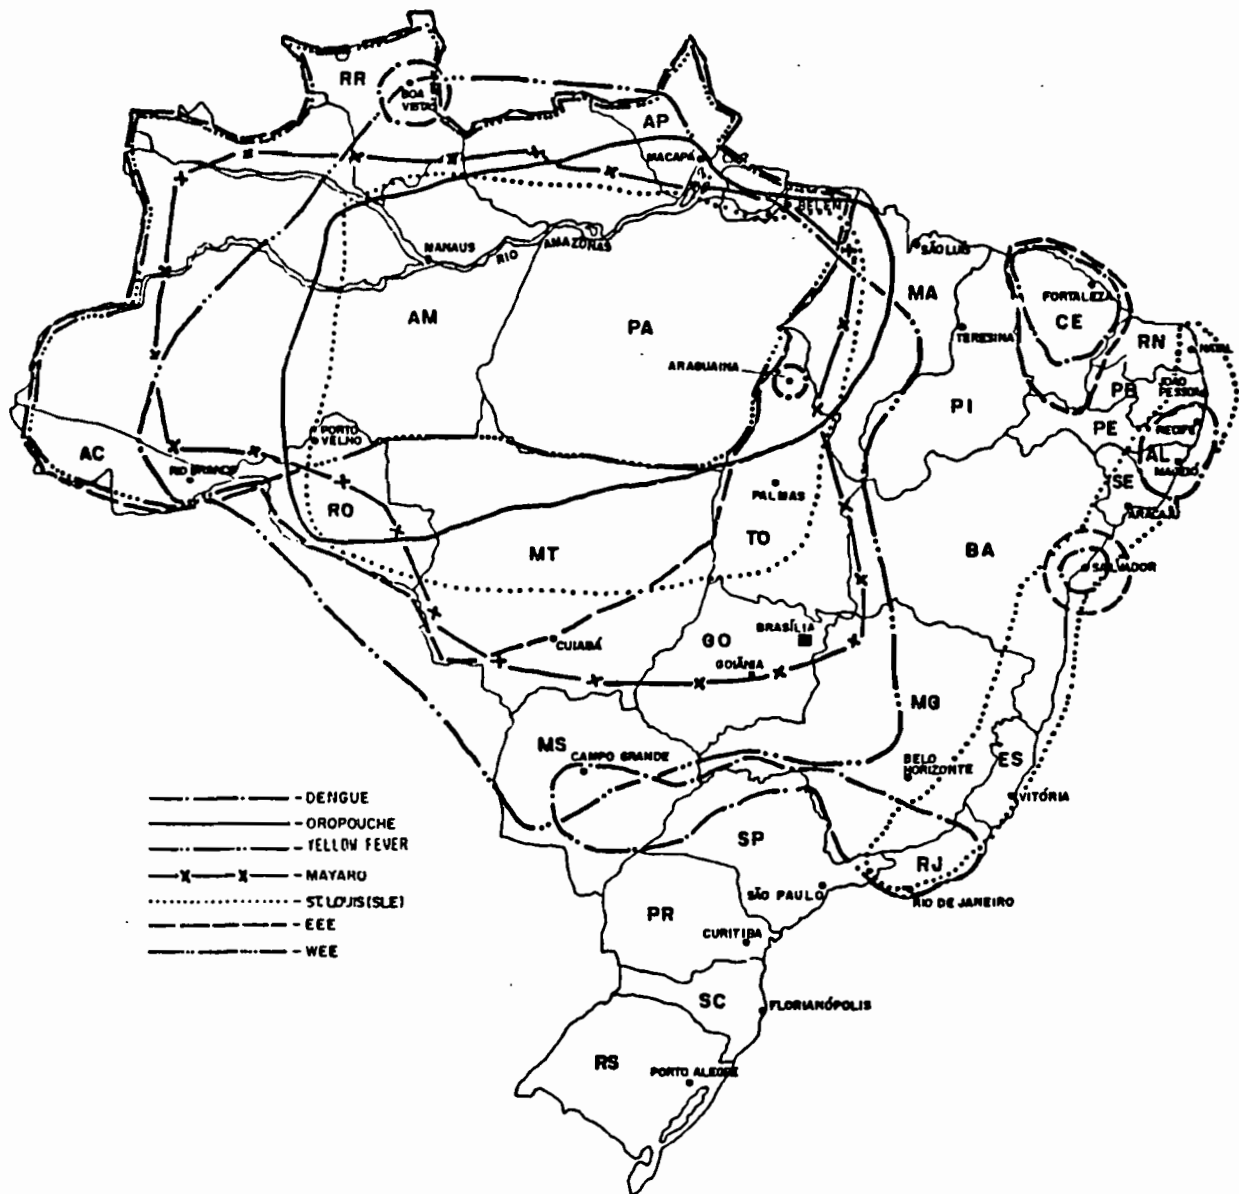 RR
BOA
VISTA
AP
MACAPÁ
BELÉM
MANAUS
RIO AMAZONAS
SÃO LUIS
FORTALEZA
CE
MA
AM
PA
TERESINA
RN
NATAL
ARAGUAINA
PB
JOÃO
PESSOA
PI
PE
RECIFE
PORTO
VELHO
AC
RIO BRANCO
AL
MACEIÓ
SE
ARACAJU
PALMAS
RO
TO
MT
BA
SALVADOR
BRASÍLIA
GO
CUIABÁ
GOIÂNIA
MG
MS
CAMPO GRANDE
BELO
HORIZONTE
ES
VITÓRIA
DENGUE
OROPOUCHE
YELLOW FEVER
MAYARO
ST. LOUIS (SLE)
EEE
WEE
SP
RJ
SÃO PAULO
RIO DE JANEIRO
PR
CURITIBA
SC
FLORIANÓPOLIS
RS
PORTO ALEGRE